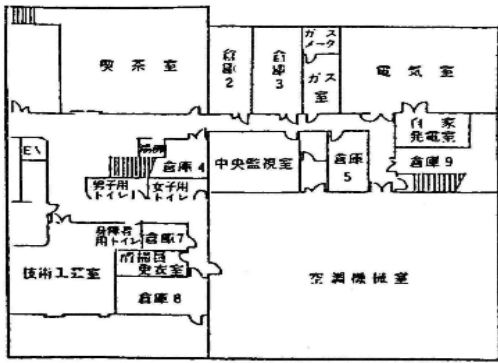 ガス
メータ
喫茶室
倉庫
2
倉庫
3
ガス
室
電気室
自家
発電室
EV
湯沸
倉庫4
中央監視室
倉庫
5
倉庫9
男子用
トイレ
女子用
トイレ
身障者
用トイレ
倉庫7
清掃員
更衣室
技術工芸室
空調機械室
倉庫8